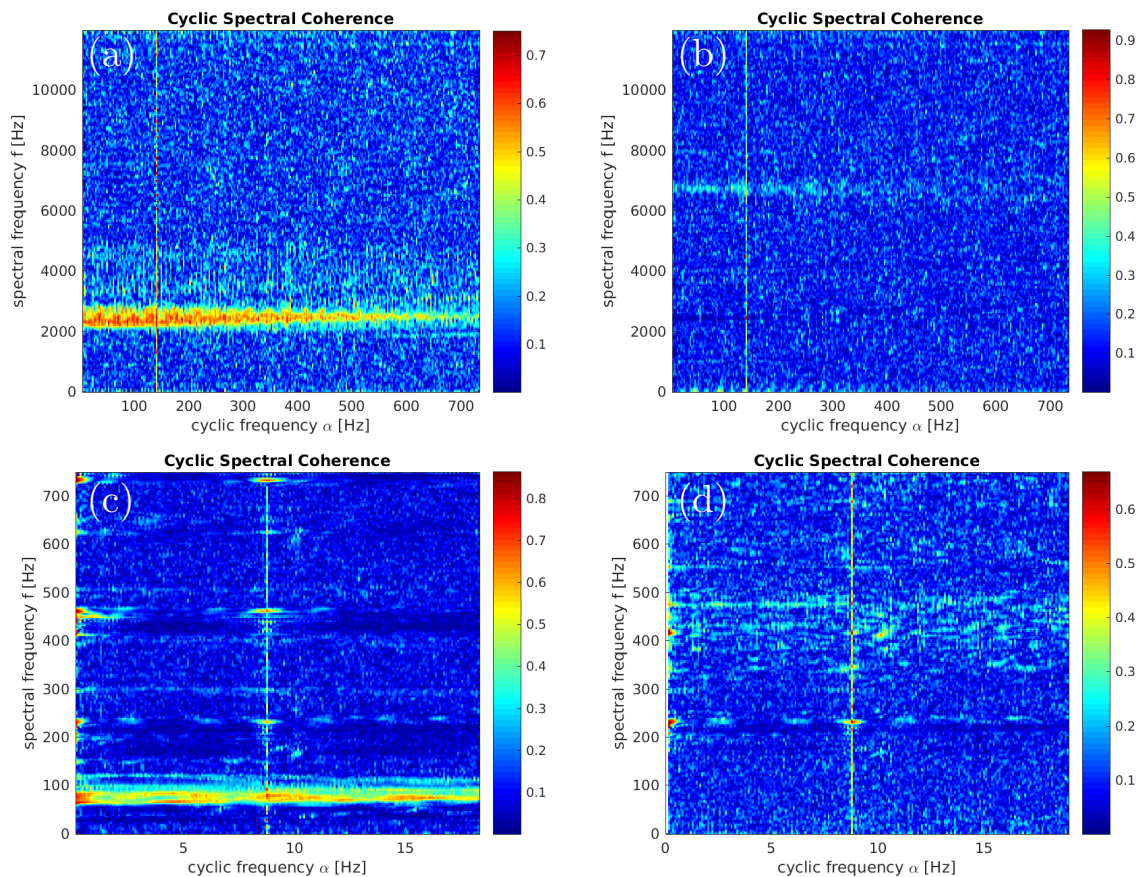 Cyclic Spectral Coherence
(a)
spectral frequency f [Hz]
10000
8000
6000
4000
2000
0
100 200 300 400 500 600 700
cyclic frequency α [Hz]
0.7
0.6
0.5
0.4
0.3
0.2
0.1
Cyclic Spectral Coherence
(b)
spectral frequency f [Hz]
10000
8000
6000
4000
2000
0
100 200 300 400 500 600 700
cyclic frequency α [Hz]
0.9
0.8
0.7
0.6
0.5
0.4
0.3
0.2
0.1
Cyclic Spectral Coherence
(c)
spectral frequency f [Hz]
700
600
500
400
300
200
100
0
5 10 15
cyclic frequency α [Hz]
0.8
0.7
0.6
0.5
0.4
0.3
0.2
0.1
Cyclic Spectral Coherence
(d)
spectral frequency f [Hz]
700
600
500
400
300
200
100
0
0 5 10 15
cyclic frequency α [Hz]
0.6
0.5
0.4
0.3
0.2
0.1